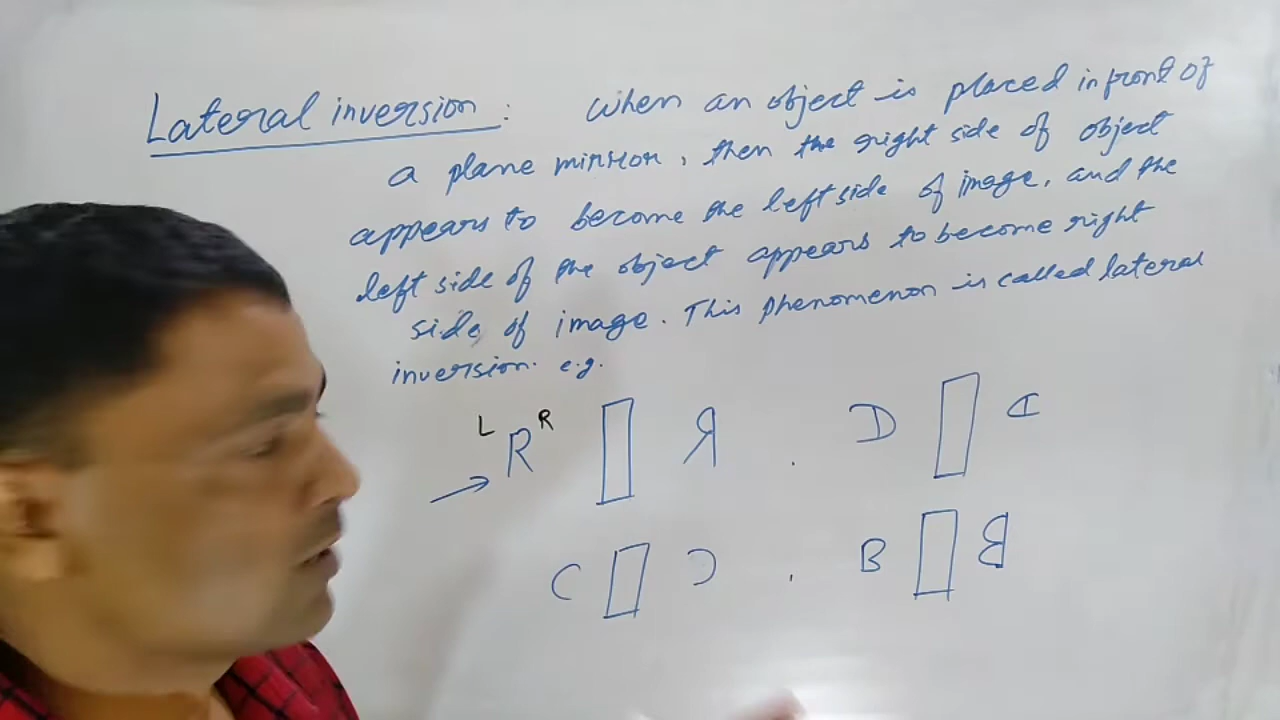 Lateral inversion: When an object is placed in front of
a plane mirror, then the right side of object
appears to become the left side of image, and the
left side of the object appears to become right
side of image. This phenomenon is called lateral
inversion. e.g.
L R R Я . D ᗡ
C Ɔ . B ᗺ